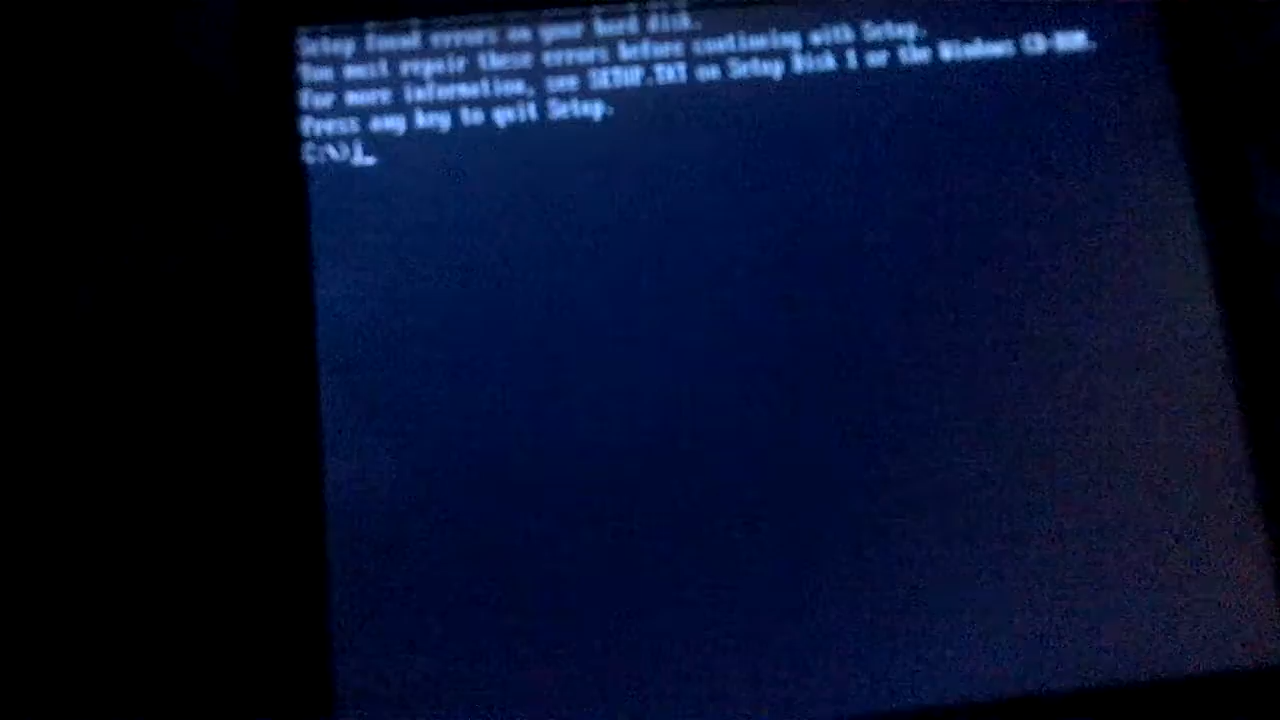 Setup found errors on your hard disk.
You must repair these errors before continuing with Setup.
For more information, see SETUP.TXT on Setup Disk 1 or the Windows CD-ROM.
Press any key to quit Setup.
C:\>